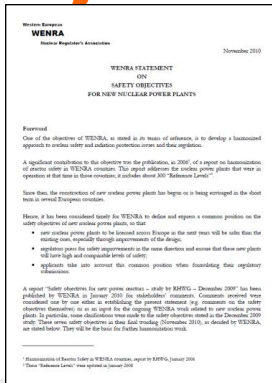 Western European
WENRA
Nuclear Regulator's Association
November 2010
WENRA STATEMENT
ON
SAFETY OBJECTIVES
FOR NEW NUCLEAR POWER PLANTS
Foreword
One of the objectives of WENRA, as stated in its terms of reference, is to develop a harmonized
approach to nuclear safety and radiation protection issues and their regulation.
A significant contribution to this objective was the publication, in 2006¹, of a report on harmonization
of reactor safety in WENRA countries. This report addresses the nuclear power plants that were in
operation at that time in those countries; it includes about 300 "Reference Levels"².
Since then, the construction of new nuclear power plants has begun or is being envisaged in the short
term in several European countries.
Hence, it has been considered timely for WENRA to define and express a common position on the
safety objectives of new nuclear power plants, so that:
• new nuclear power plants to be licensed across Europe in the next years will be safer than the
existing ones, especially through improvements of the design;
• regulators press for safety improvements in the same direction and ensure that these new plants
will have high and comparable levels of safety;
• applicants take into account this common position when formulating their regulatory
submissions.
A report "Safety objectives for new power reactors – study by RHWG – December 2009" has been
published by WENRA in January 2010 for stakeholders' comments. Comments received were
considered one by one either in establishing the present statement (e.g. comments on the safety
objectives themselves) or as an input for the ongoing WENRA work related to new nuclear power
plants. In particular, some clarifications were made to the safety objectives stated in the December 2009
study. These seven safety objectives in their final wording (November 2010), as decided by WENRA,
are stated below. They will be the basis for further harmonization work.
¹ Harmonization of Reactor Safety in WENRA countries, report by RHWG, January 2006
² These "Reference Levels" were updated in January 2008